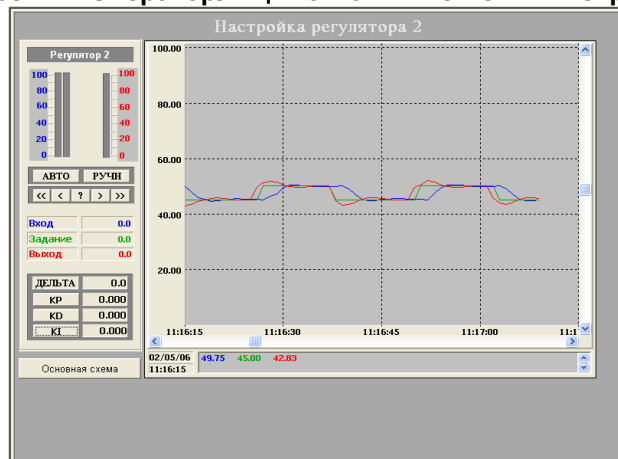 Настройка регулятора 2
Регулятор 2
100 100
80 80
60 60
40 40
20 20
0 0
АВТО РУЧН
<< < ? > >>
Вход 0.0
Задание 0.0
Выход 0.0
ДЕЛЬТА 0.0
KP 0.000
KD 0.000
KI 0.000
Основная схема
100.00
80.00
60.00
40.00
20.00
11:16:15 11:16:30 11:16:45 11:17:00 11:1
02/05/06 49.75 45.00 42.83
11:16:15